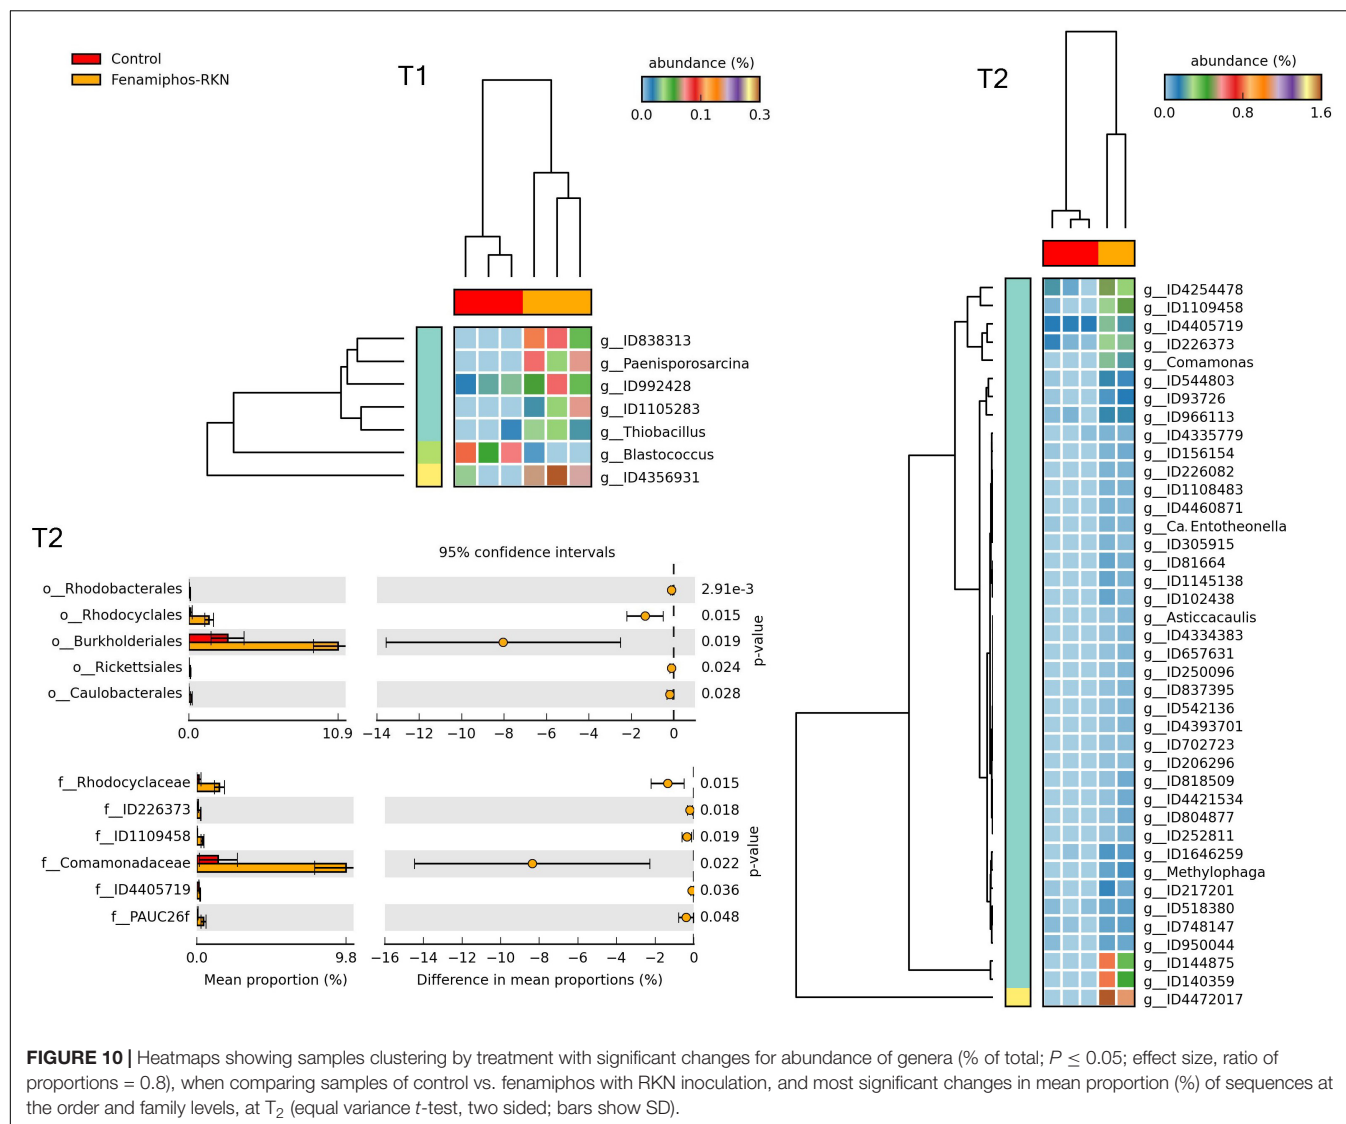 Control
Fenamiphos-RKN
T1
abundance (%)
0.0 0.1 0.3
g__ID838313
g__Paenisporosarcina
g__ID992428
g__ID1105283
g__Thiobacillus
g__Blastococcus
g__ID4356931
T2
abundance (%)
0.0 0.8 1.6
g__ID4254478
g__ID1109458
g__ID4405719
g__ID226373
g__Comamonas
g__ID544803
g__ID93726
g__ID966113
g__ID4335779
g__ID156154
g__ID226082
g__ID1108483
g__ID4460871
g__Ca. Entotheonella
g__ID305915
g__ID81664
g__ID1145138
g__ID102438
g__Asticcacaulis
g__ID4334383
g__ID657631
g__ID250096
g__ID837395
g__ID542136
g__ID4393701
g__ID702723
g__ID206296
g__ID818509
g__ID4421534
g__ID804877
g__ID252811
g__ID1646259
g__Methylophaga
g__ID217201
g__ID518380
g__ID748147
g__ID950044
g__ID144875
g__ID140359
g__ID4472017
T2
95% confidence intervals
o__Rhodobacterales 2.91e-3
o__Rhodocyclales 0.015
o__Burkholderiales 0.019
o__Rickettsiales 0.024
o__Caulobacterales 0.028
p-value
0.0 10.9 −14 −12 −10 −8 −6 −4 −2 0
f__Rhodocyclaceae 0.015
f__ID226373 0.018
f__ID1109458 0.019
f__Comamonadaceae 0.022
f__ID4405719 0.036
f__PAUC26f 0.048
p-value
0.0 9.8 −16 −14 −12 −10 −8 −6 −4 −2 0
Mean proportion (%) Difference in mean proportions (%)
FIGURE 10 | Heatmaps showing samples clustering by treatment with significant changes for abundance of genera (% of total; P ≤ 0.05; effect size, ratio of
proportions = 0.8), when comparing samples of control vs. fenamiphos with RKN inoculation, and most significant changes in mean proportion (%) of sequences at
the order and family levels, at T₂ (equal variance t-test, two sided; bars show SD).